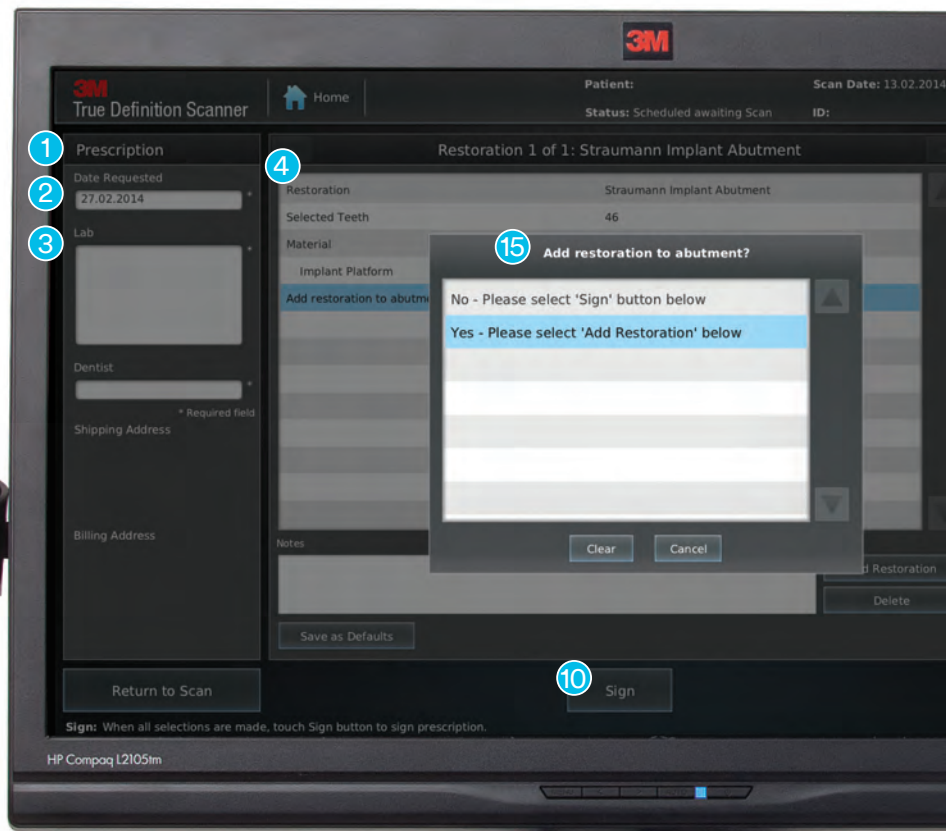 3M
3M
True Definition Scanner
Home
Patient:
Scan Date: 13.02.2014
Status: Scheduled awaiting Scan
ID:
1
Prescription
Restoration 1 of 1: Straumann Implant Abutment
2
Date Requested
27.02.2014 *
3
Lab
*
Dentist
*
* Required field
Shipping Address
Billing Address
4
Restoration Straumann Implant Abutment
Selected Teeth 46
Material
Implant Platform
Add restoration to abutm
15
Add restoration to abutment?
No - Please select 'Sign' button below
Yes - Please select 'Add Restoration' below
Clear Cancel
Notes
d Restoration
Delete
Save as Defaults
10
Return to Scan
Sign
Sign: When all selections are made, touch Sign button to sign prescription.
HP Compaq L2105tm